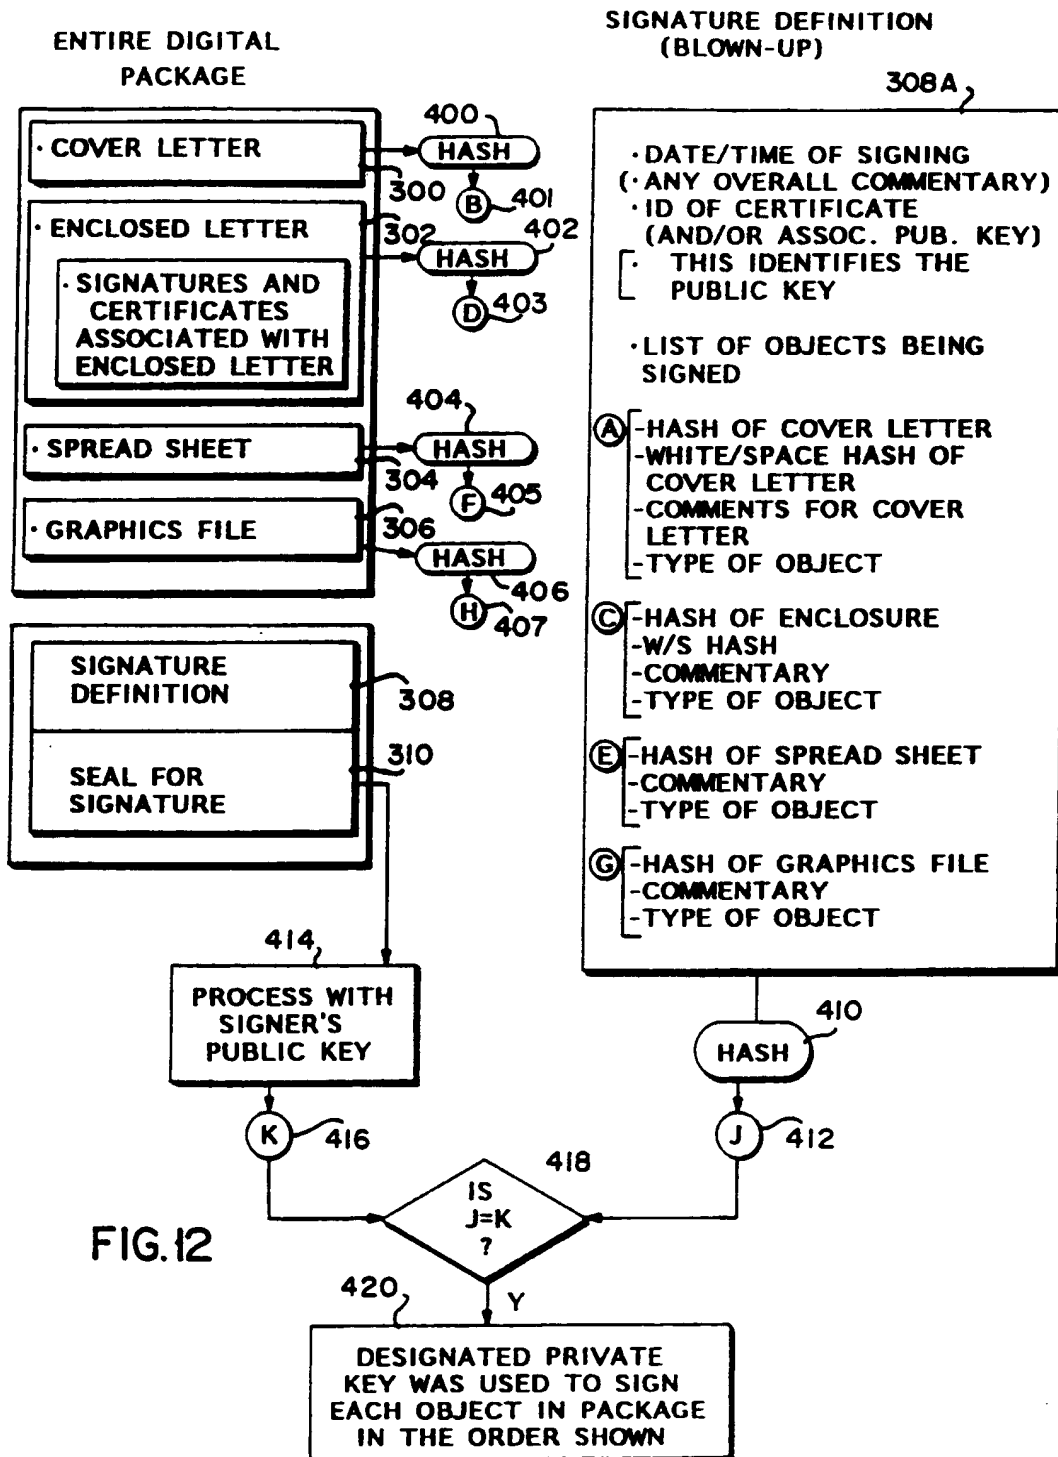 ENTIRE DIGITAL
PACKAGE
· COVER LETTER
300
400
HASH
B
401
· ENCLOSED LETTER
302
402
HASH
D
403
· SIGNATURES AND
CERTIFICATES
ASSOCIATED WITH
ENCLOSED LETTER
· SPREAD SHEET
304
404
HASH
F
405
· GRAPHICS FILE
306
HASH
406
H
407
SIGNATURE
DEFINITION
308
SEAL FOR
SIGNATURE
310
SIGNATURE DEFINITION
(BLOWN-UP)
308A
· DATE/TIME OF SIGNING
(· ANY OVERALL COMMENTARY)
· ID OF CERTIFICATE
(AND/OR ASSOC. PUB. KEY)
· THIS IDENTIFIES THE
PUBLIC KEY
· LIST OF OBJECTS BEING
SIGNED
A
-HASH OF COVER LETTER
-WHITE/SPACE HASH OF
COVER LETTER
-COMMENTS FOR COVER
LETTER
-TYPE OF OBJECT
C
-HASH OF ENCLOSURE
-W/S HASH
-COMMENTARY
-TYPE OF OBJECT
E
-HASH OF SPREAD SHEET
-COMMENTARY
-TYPE OF OBJECT
G
-HASH OF GRAPHICS FILE
-COMMENTARY
-TYPE OF OBJECT
414
PROCESS WITH
SIGNER'S
PUBLIC KEY
K
416
410
HASH
J
412
418
IS
J=K
?
Y
420
DESIGNATED PRIVATE
KEY WAS USED TO SIGN
EACH OBJECT IN PACKAGE
IN THE ORDER SHOWN
FIG.12